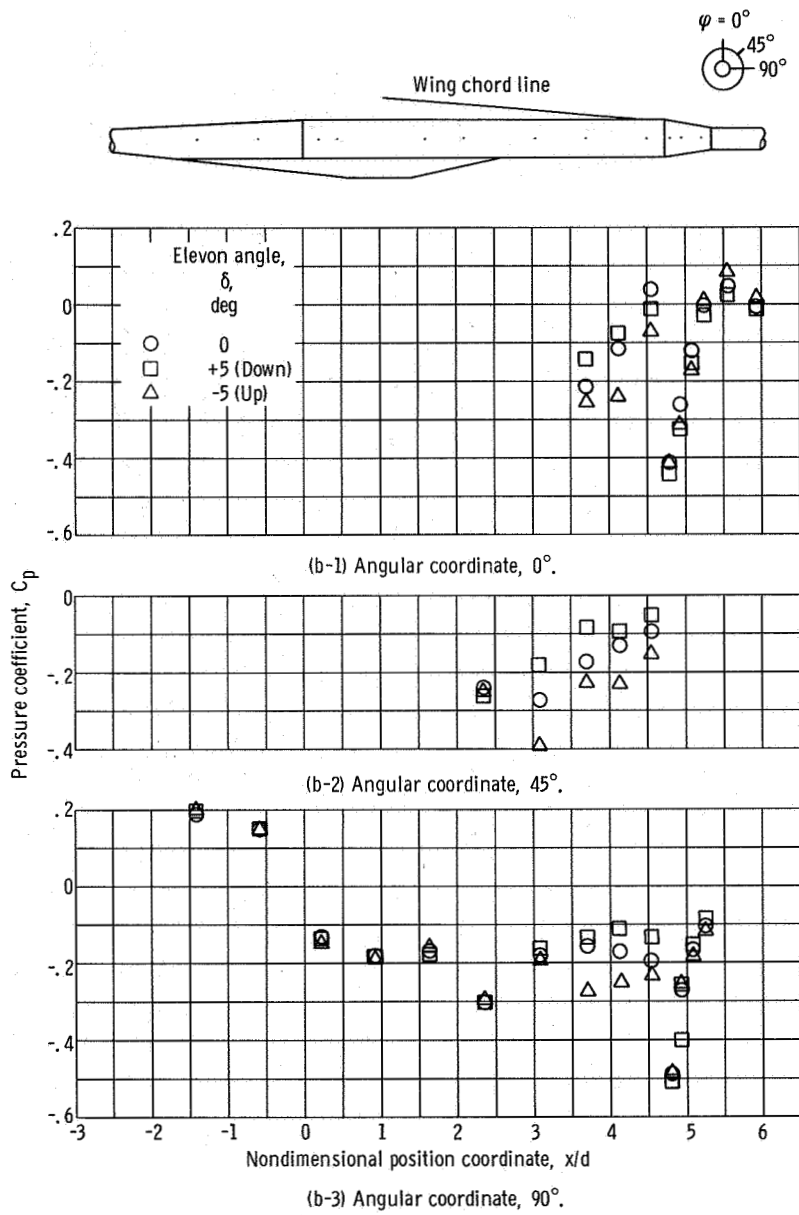 φ = 0°
45°
90°
Wing chord line
.2
0
-.2
-.4
-.6
Elevon angle,
δ,
deg
0
+5 (Down)
-5 (Up)
(b-1) Angular coordinate, 0°.
Pressure coefficient, Cp
0
-.2
-.4
(b-2) Angular coordinate, 45°.
.2
0
-.2
-.4
-.6
-3 -2 -1 0 1 2 3 4 5 6
Nondimensional position coordinate, x/d
(b-3) Angular coordinate, 90°.